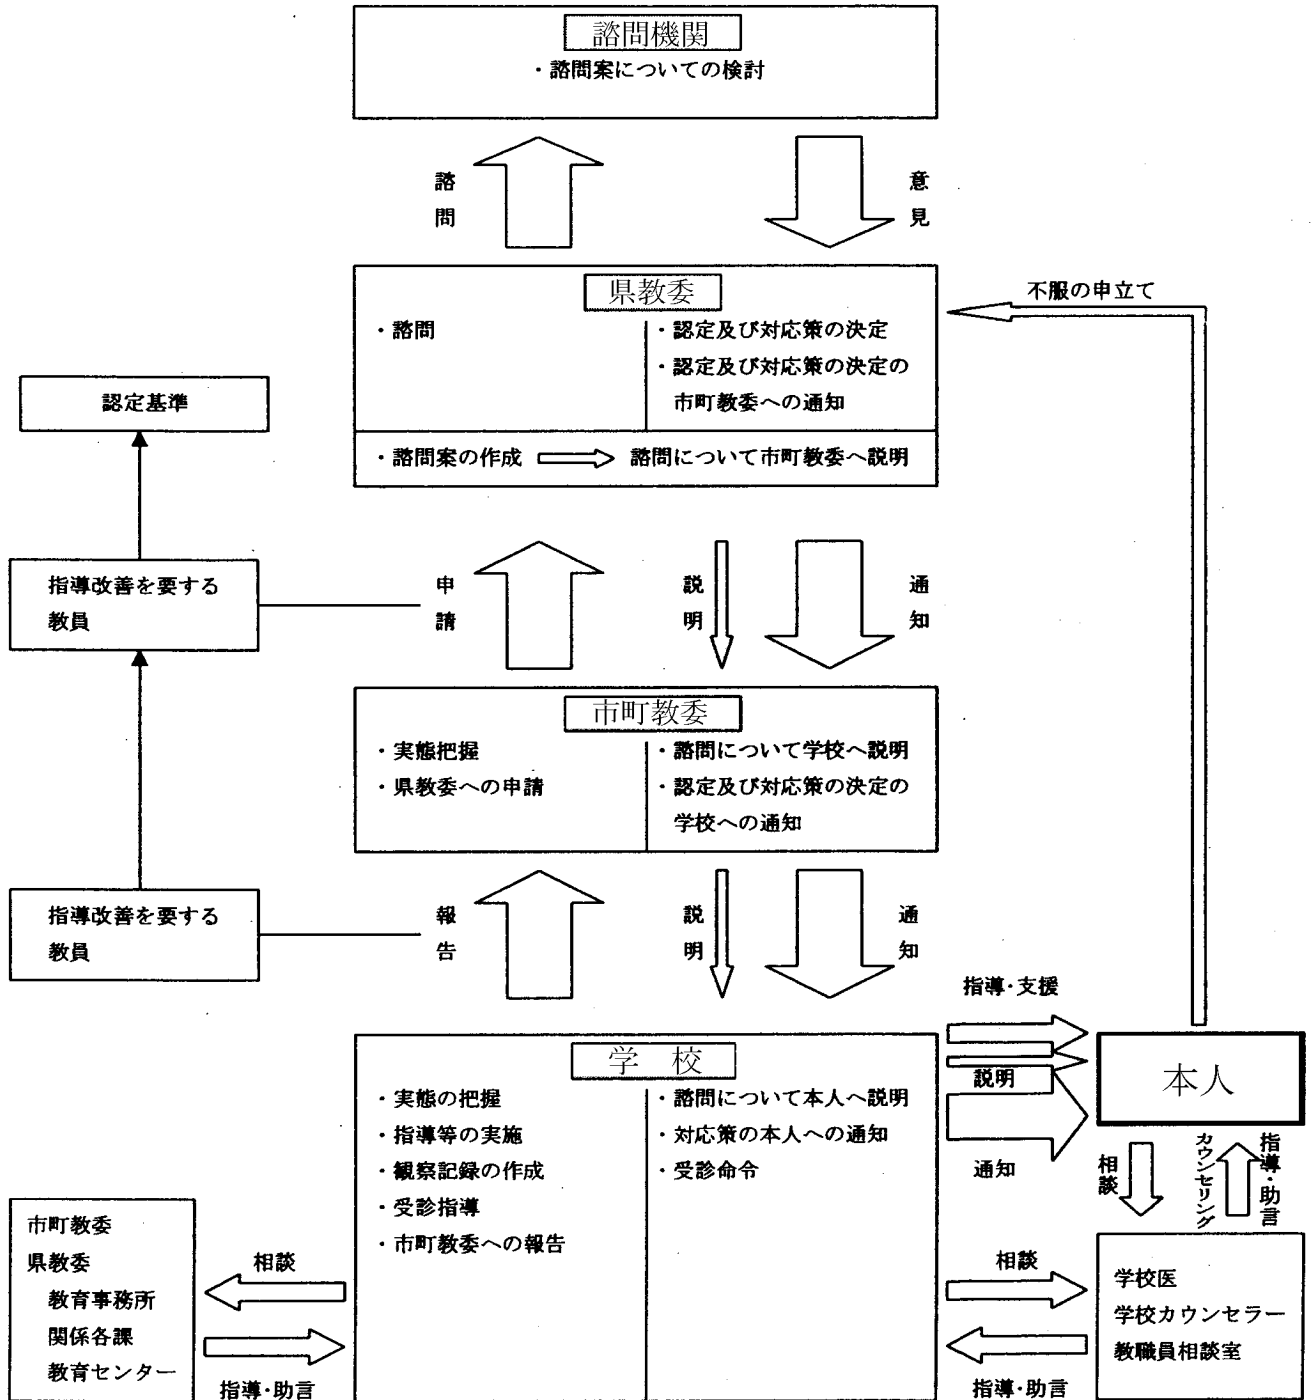 諮問機関
・諮問案についての検討
諮問
意見
県教委
不服の申立て
・諮問
・認定及び対応策の決定
・認定及び対応策の決定の
市町教委への通知
・諮問案の作成
諮問について市町教委へ説明
認定基準
指導改善を要する
教員
申請
説明
通知
市町教委
・実態把握
・県教委への申請
・諮問について学校へ説明
・認定及び対応策の決定の
学校への通知
指導改善を要する
教員
報告
説明
通知
指導・支援
学 校
・実態の把握
・指導等の実施
・観察記録の作成
・受診指導
・市町教委への報告
・諮問について本人へ説明
・対応策の本人への通知
・受診命令
説明
通知
本人
相談
カウンセリング
指導・助言
市町教委
県教委
教育事務所
関係各課
教育センター
相談
指導・助言
相談
指導・助言
学校医
学校カウンセラー
教職員相談室